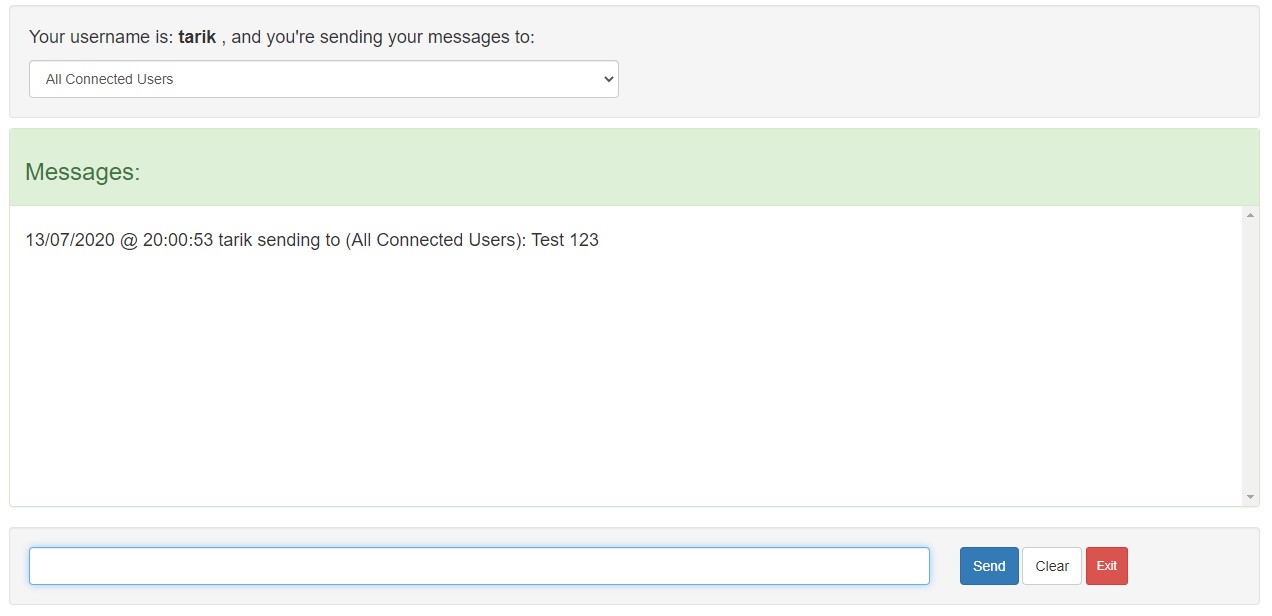 Your username is: tarik , and you're sending your messages to:
All Connected Users
Messages:
13/07/2020 @ 20:00:53 tarik sending to (All Connected Users): Test 123
Send Clear Exit